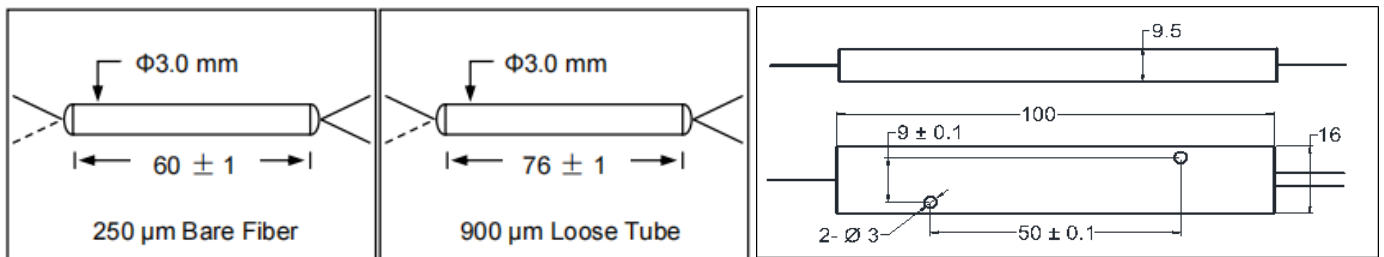 Φ3.0 mm
60 ± 1
250 µm Bare Fiber
Φ3.0 mm
76 ± 1
900 µm Loose Tube
9.5
100
9 ± 0.1
16
2- Ø 3
50 ± 0.1